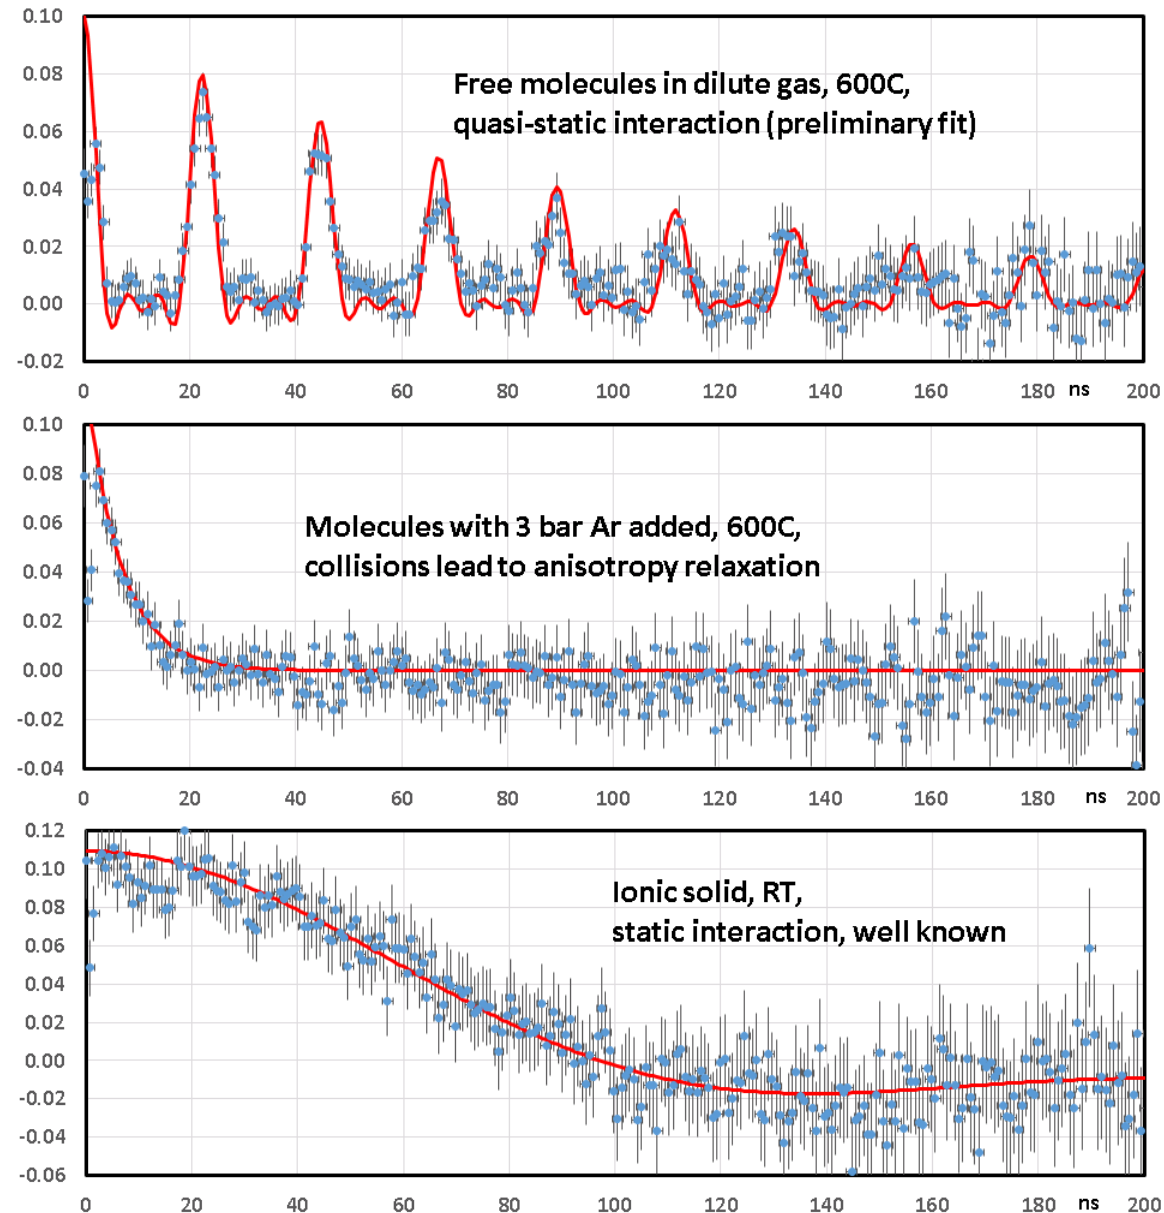 0.10
0.08
0.06
0.04
0.02
0.00
-0.02
Free molecules in dilute gas, 600C,
quasi-static interaction (preliminary fit)
0 20 40 60 80 100 120 140 160 180 ns 200
0.10
0.08
0.06
0.04
0.02
0.00
-0.02
-0.04
Molecules with 3 bar Ar added, 600C,
collisions lead to anisotropy relaxation
0 20 40 60 80 100 120 140 160 180 ns 200
0.12
0.10
0.08
0.06
0.04
0.02
0.00
-0.02
-0.04
-0.06
Ionic solid, RT,
static interaction, well known
0 20 40 60 80 100 120 140 160 180 ns 200